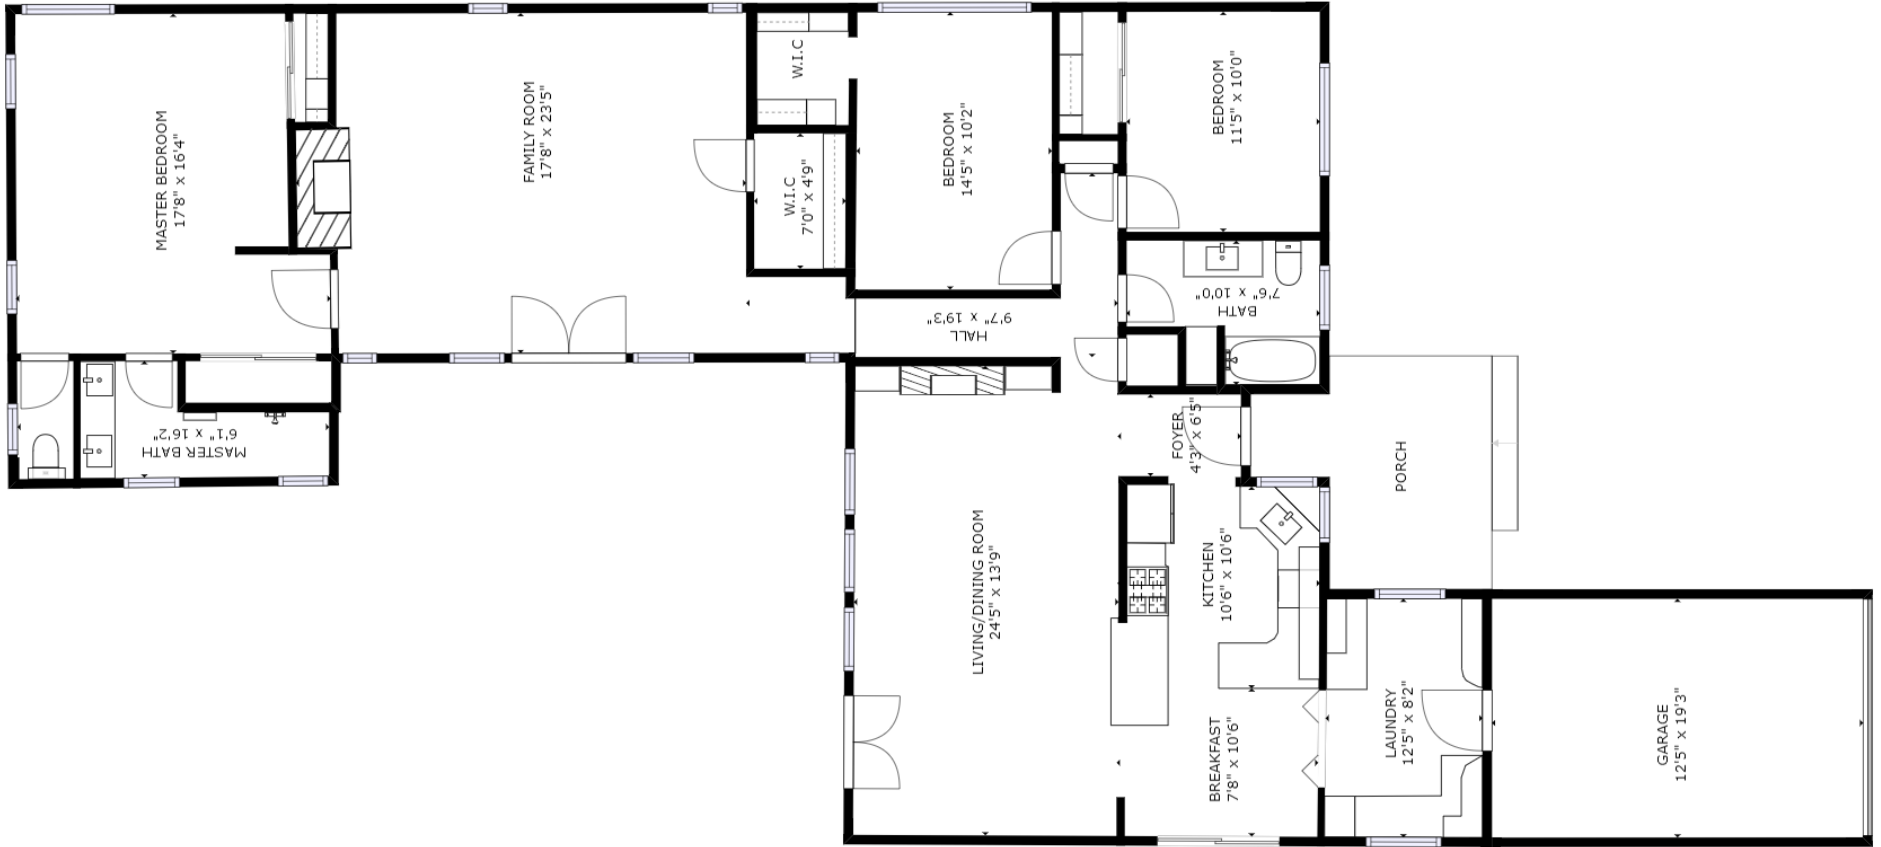 MASTER BEDROOM
17'8" x 16'4"
FAMILY ROOM
17'8" x 23'5"
W.I.C
W.I.C
7'0" x 4'9"
BEDROOM
14'5" x 10'2"
BEDROOM
11'5" x 10'0"
BATH
7'6" x 10'0"
HALL
9'7" x 19'3"
MASTER BATH
6'1" x 16'2"
FOYER
4'3" x 6'5"
PORCH
LIVING/DINING ROOM
24'5" x 13'9"
KITCHEN
10'6" x 10'6"
BREAKFAST
7'8" x 10'6"
LAUNDRY
12'5" x 8'2"
GARAGE
12'5" x 19'3"